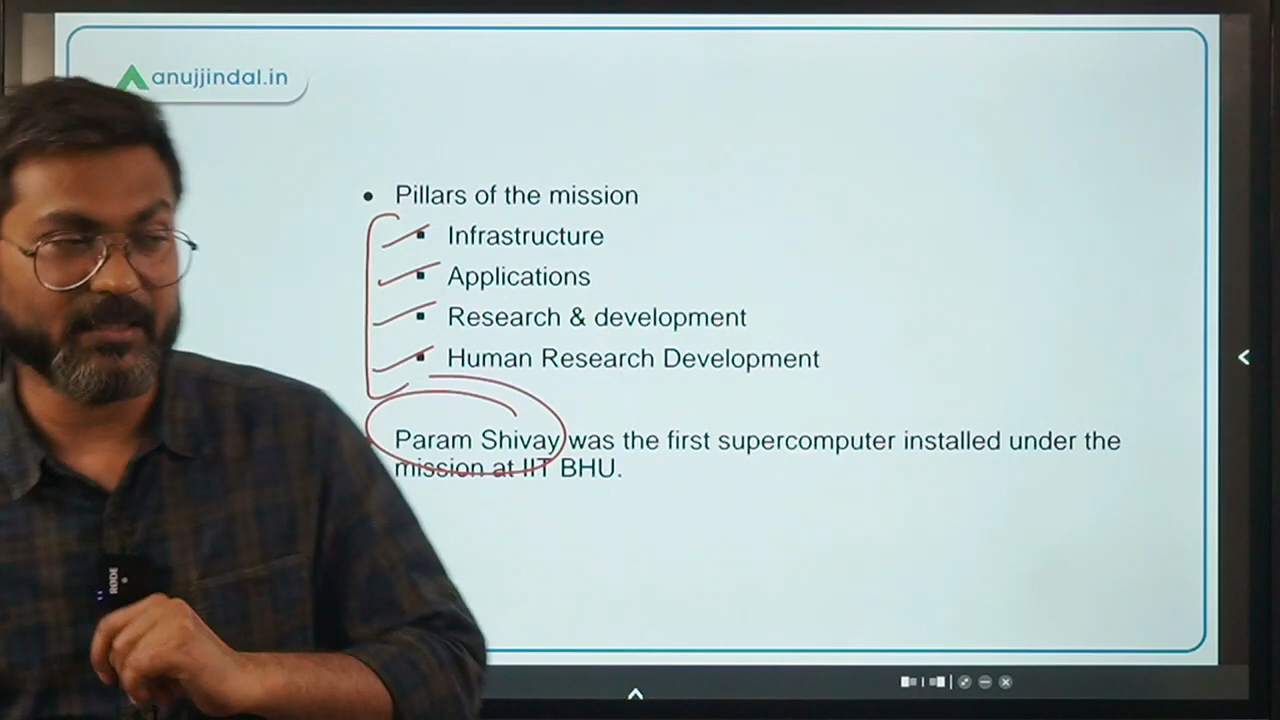 anujjindal.in
• Pillars of the mission
▪ Infrastructure
▪ Applications
▪ Research & development
▪ Human Research Development
Param Shivay was the first supercomputer installed under the
mission at IIT BHU.
RØDE